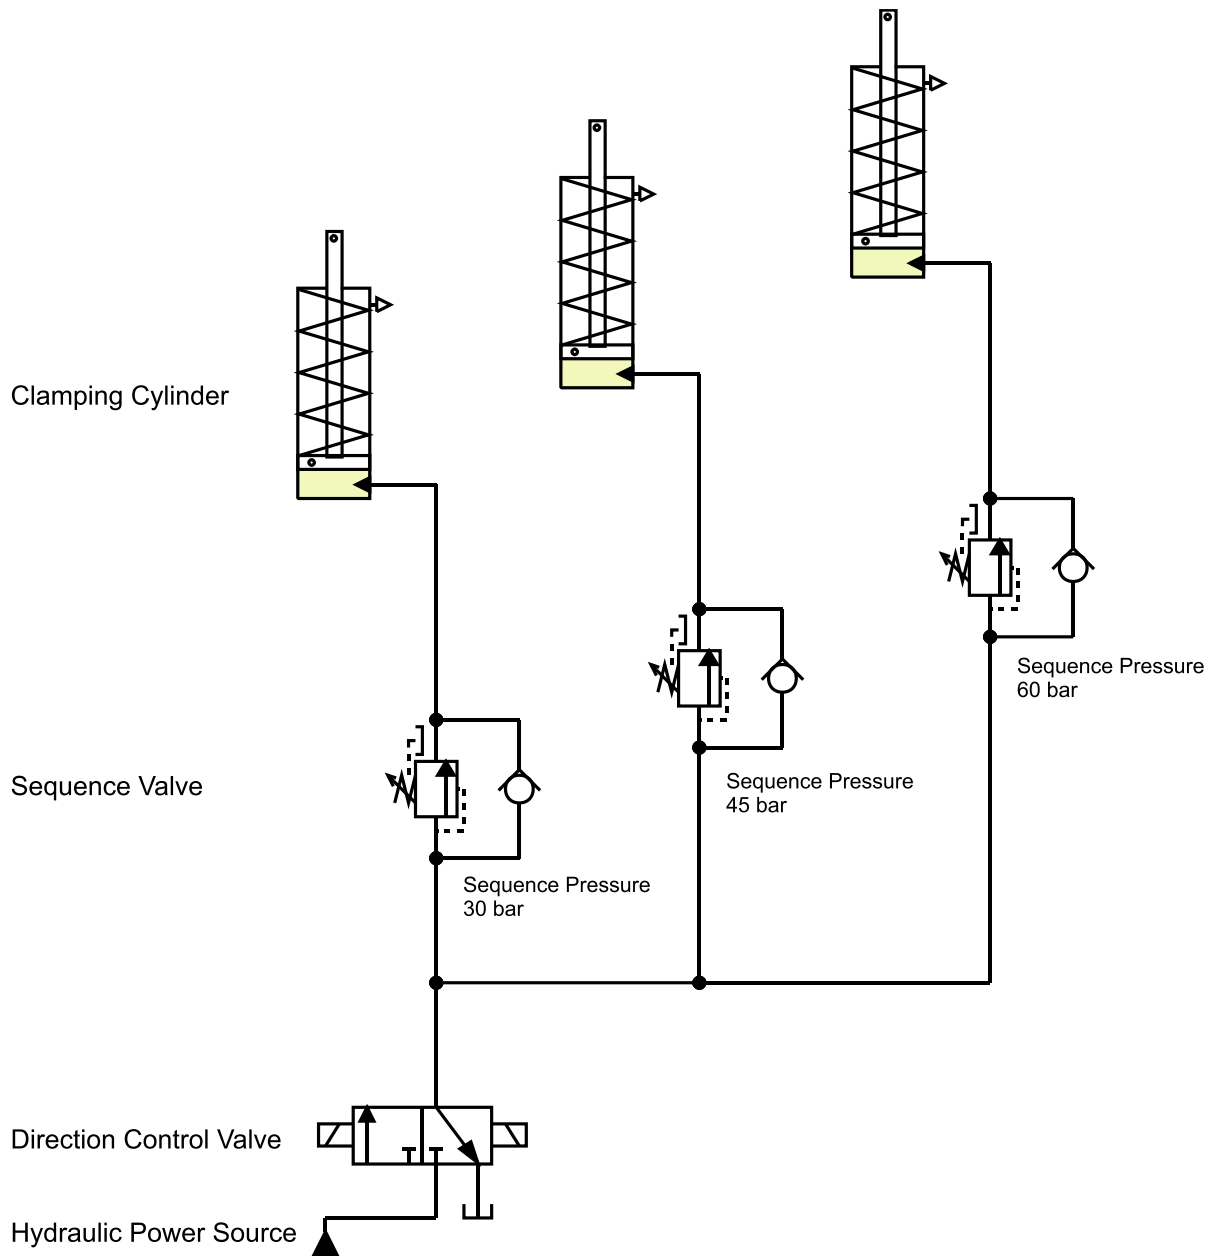 Clamping Cylinder
Sequence Pressure
60 bar
Sequence Valve
Sequence Pressure
45 bar
Sequence Pressure
30 bar
Direction Control Valve
Hydraulic Power Source